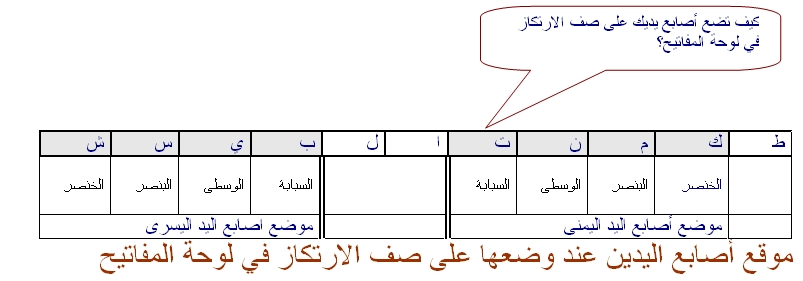 كيف تضع أصابع يديك على صف الارتكاز
في لوحة المفاتيح؟
ط ك م ن ت ا ل ب ي س ش
الخنصر البنصر الوسطى السبابة السبابة الوسطى البنصر الخنصر
موضع أصابع اليد اليمنى موضع اصابع اليد اليسرى
موقع أصابع اليدين عند وضعها على صف الارتكاز في لوحة المفاتيح